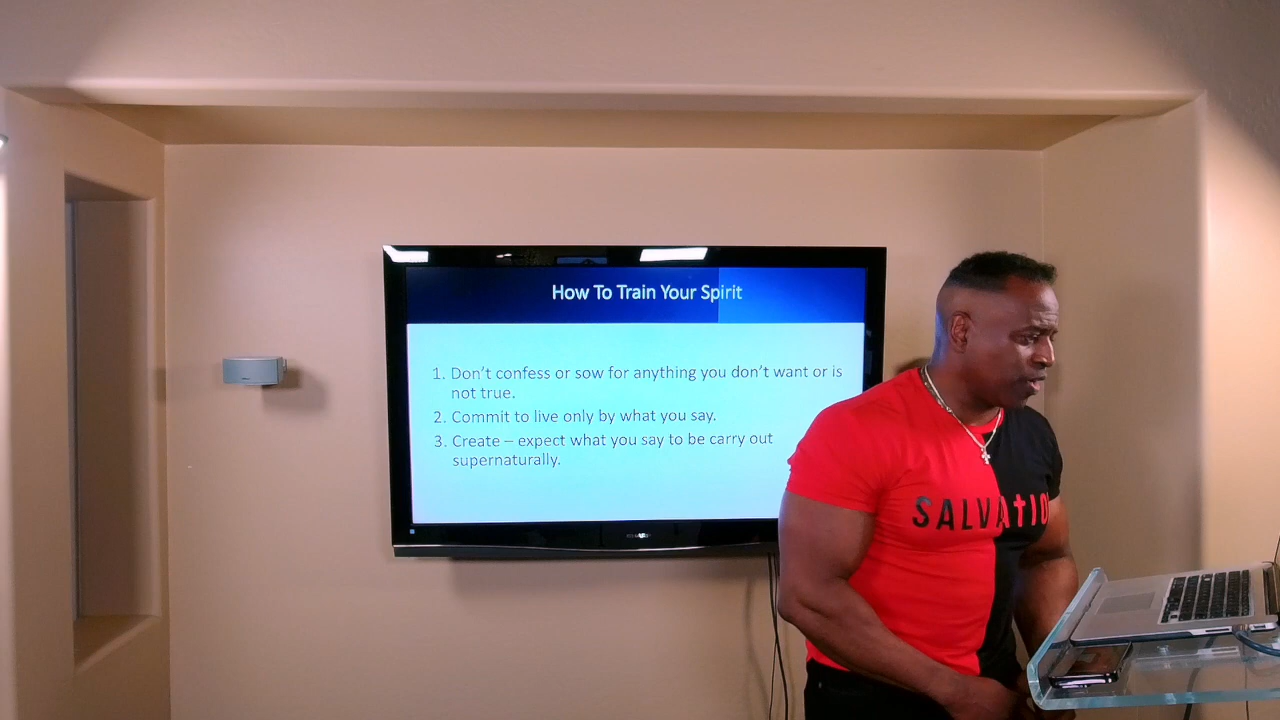 How To Train Your Spirit
1. Don't confess or sow for anything you don't want or is
not true.
2. Commit to live only by what you say.
3. Create – expect what you say to be carry out
supernaturally.
SALVATIO
SHARP